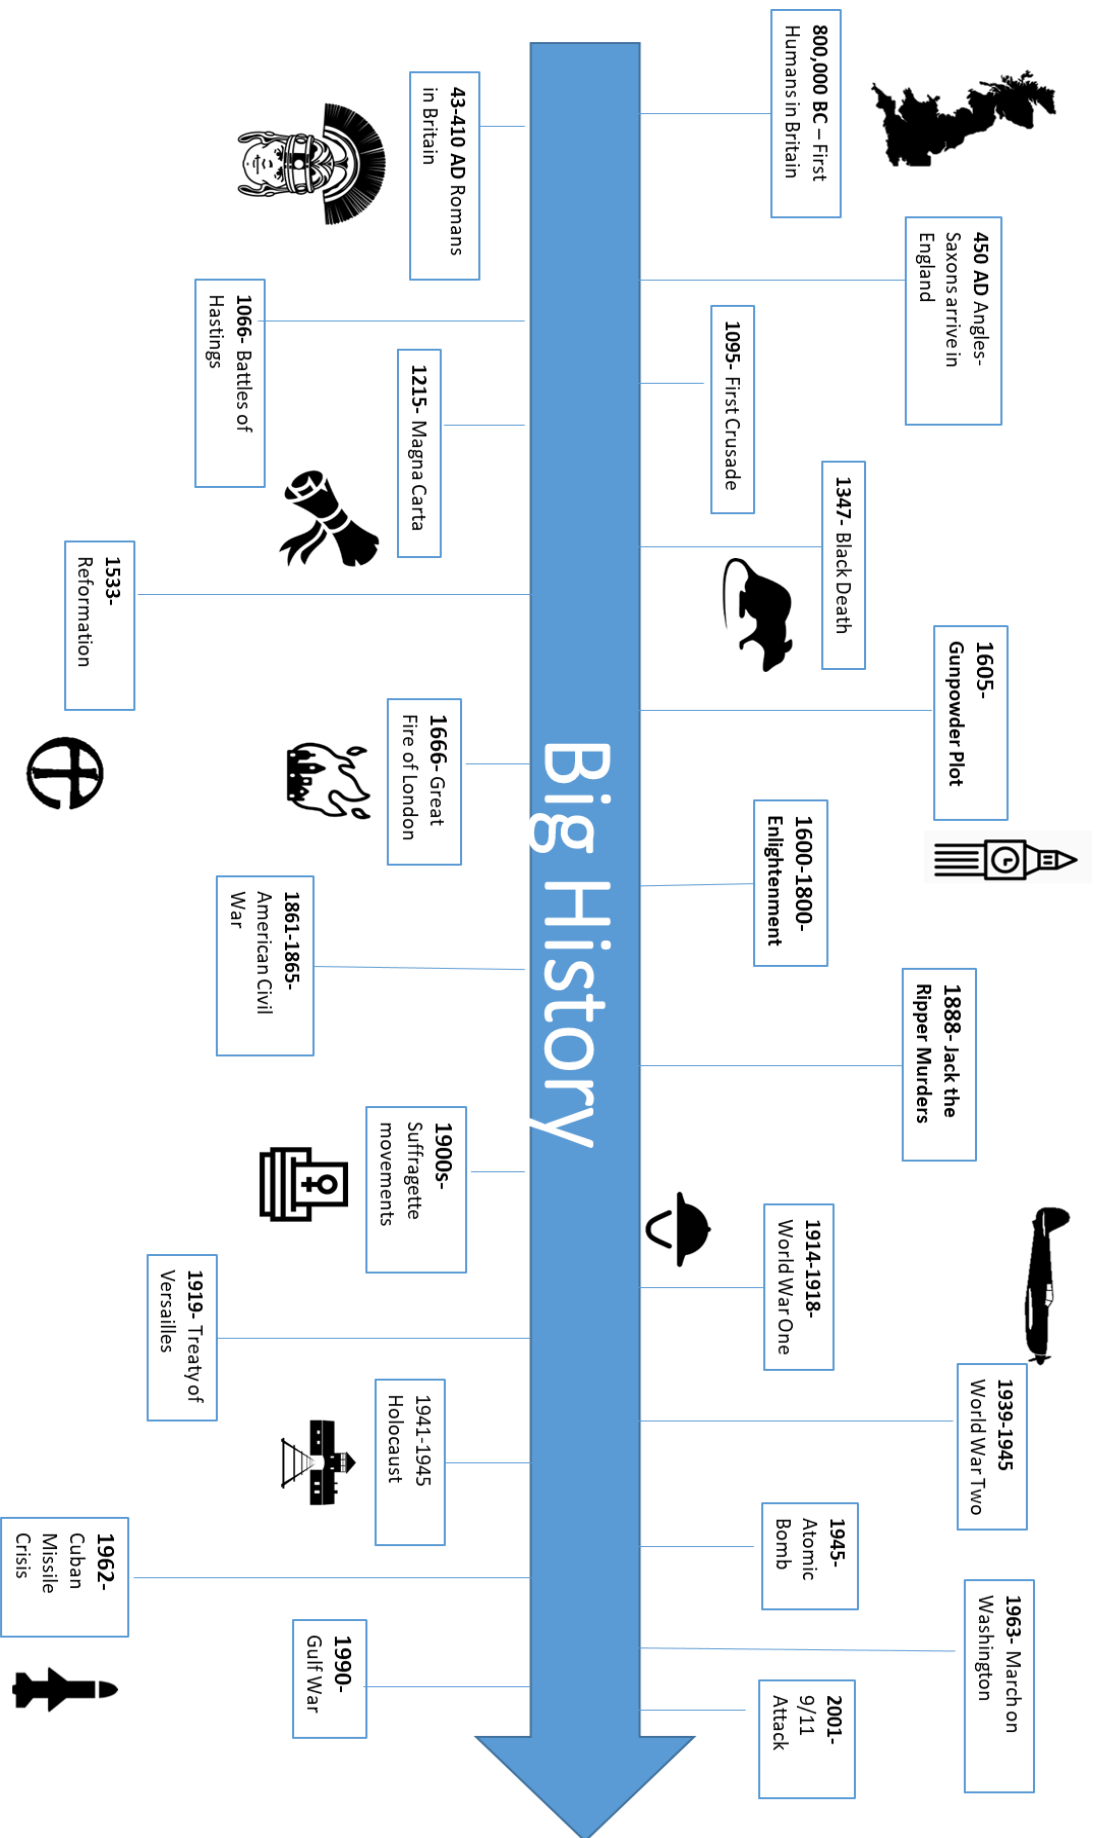 800,000 BC – First
Humans in Britain
450 AD Angles-
Saxons arrive in
England
1095- First Crusade
1347- Black Death
1605-
Gunpowder Plot
1600-1800-
Enlightenment
1888- Jack the
Ripper Murders
1914-1918-
World War One
1939-1945
World War Two
1945-
Atomic
Bomb
1963- March on
Washington
2001-
9/11
Attack
Big History
43-410 AD Romans
in Britain
1066- Battles of
Hastings
1215- Magna Carta
1533-
Reformation
1666- Great
Fire of London
1861-1865-
American Civil
War
1900s-
Suffragette
movements
1919- Treaty of
Versailles
1941-1945
Holocaust
1962-
Cuban
Missile
Crisis
1990-
Gulf War